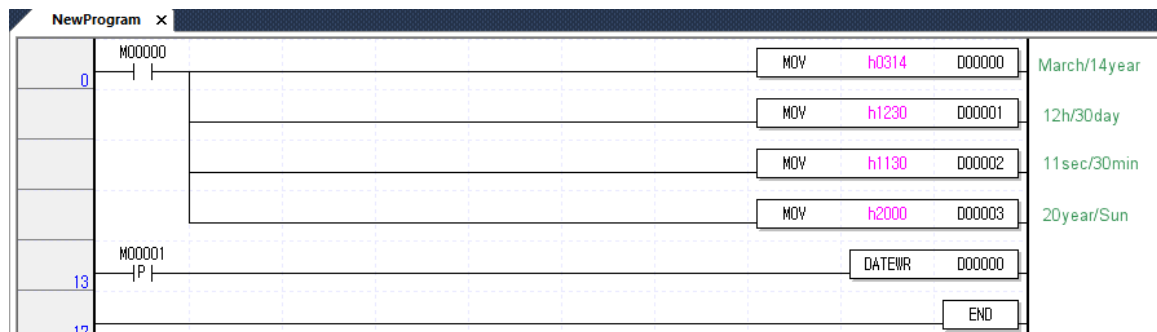 NewProgram ×
M00000
0
MOV h0314 D00000 March/14year
MOV h1230 D00001 12h/30day
MOV h1130 D00002 11sec/30min
MOV h2000 D00003 20year/Sun
M00001
P
13
DATEWR D00000
END
17